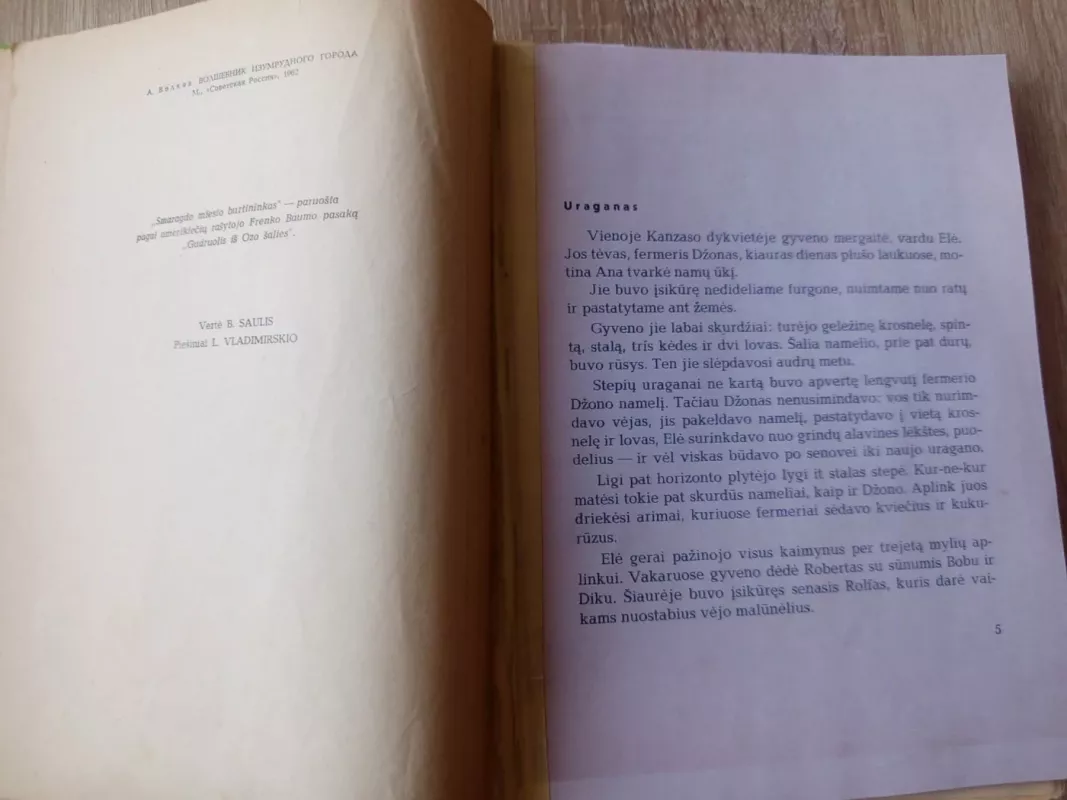 А. Волков ВОЛШЕБНИК ИЗУМРУДНОГО ГОРОДА
М., «Советская Россия», 1962
„Smaragdo miesto burtininkas" — paruošta
pagal amerikiečių rašytojo Frenko Baumo pasaką
„Gudruolis iš Ozo šalies".
Vertė B. SAULIS
Piešiniai L. VLADIMIRSKIO
Uraganas
Vienoje Kanzaso dykvietėje gyveno mergaitė, vardu Elė.
Jos tėvas, fermeris Džonas, kiauras dienas plušo laukuose, mo-
tina Ana tvarkė namų ūkį.
Jie buvo įsikūrę nedideliame furgone, nuimtame nuo ratų
ir pastatytame ant žemės.
Gyveno jie labai skurdžiai: turėjo geležinę krosnelę, spin-
tą, stalą, tris kėdes ir dvi lovas. Šalia namelio, prie pat durų,
buvo rūsys. Ten jie slėpdavosi audrų metu.
Stepių uraganai ne kartą buvo apvertę lengvutį fermerio
Džono namelį. Tačiau Džonas nenusimindavo: vos tik nurim-
davo vėjas, jis pakeldavo namelį, pastatydavo į vietą kros-
nelę ir lovas, Elė surinkdavo nuo grindų alavines lėkštes, puo-
delius — ir vėl viskas būdavo po senovei iki naujo uragano.
Ligi pat horizonto plytėjo lygi it stalas stepė. Kur-ne-kur
matėsi tokie pat skurdūs nameliai, kaip ir Džono. Aplink juos
driekėsi arimai, kuriuose fermeriai sėdavo kviečius ir kuku-
rūzus.
Elė gerai pažinojo visus kaimynus per trejetą mylių ap-
linkui. Vakaruose gyveno dėdė Robertas su sūnumis Bobu ir
Diku. Šiaurėje buvo įsikūręs senasis Rolfas, kuris darė vai-
kams nuostabius vėjo malūnėlius.
5